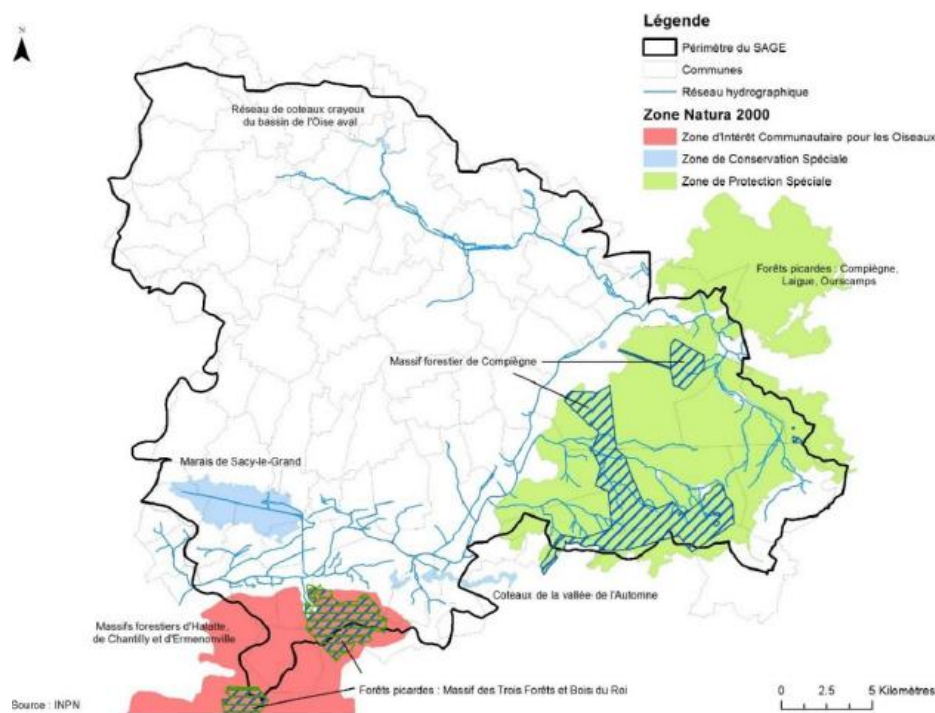 N
Légende
Périmètre du SAGE
Communes
Réseau hydrographique
Zone Natura 2000
Zone d'Intérêt Communautaire pour les Oiseaux
Zone de Conservation Spéciale
Zone de Protection Spéciale
Réseau de coteaux crayeux
du bassin de l'Oise aval
Forêts picardes : Compiègne,
Laigue, Ourscamps
Massif forestier de Compiègne
Marais de Sacy-le-Grand
Coteaux de la vallée de l'Automne
Massifs forestiers d'Halatte,
de Chantilly et d'Ermenonville
Forêts picardes : Massif des Trois Forêts et Bois du Roi
Source : INPN
0 2.5 5 Kilomètres